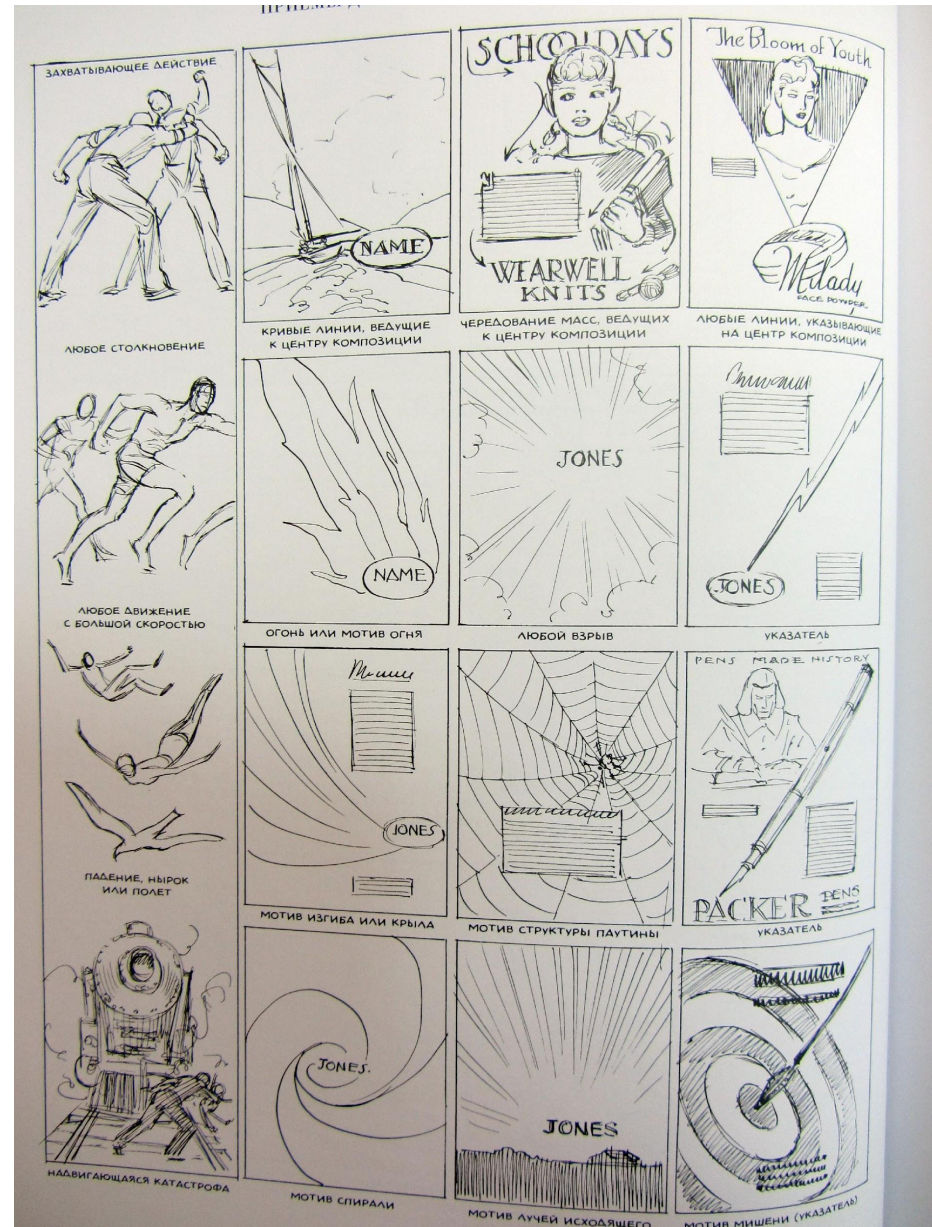 ЗАХВАТЫВАЮЩЕЕ ДЕЙСТВИЕ
ЛЮБОЕ СТОЛКНОВЕНИЕ
ЛЮБОЕ ДВИЖЕНИЕ
С БОЛЬШОЙ СКОРОСТЬЮ
ПАДЕНИЕ, НЫРОК
ИЛИ ПОЛЕТ
НАДВИГАЮЩАЯСЯ КАТАСТРОФА
NAME
КРИВЫЕ ЛИНИИ, ВЕДУЩИЕ
К ЦЕНТРУ КОМПОЗИЦИИ
SCHOOLDAYS
WEARWELL
KNITS
ЧЕРЕДОВАНИЕ МАСС, ВЕДУЩИХ
К ЦЕНТРУ КОМПОЗИЦИИ
The Bloom of Youth
Milady
FACE POWDER
ЛЮБЫЕ ЛИНИИ, УКАЗЫВАЮЩИЕ
НА ЦЕНТР КОМПОЗИЦИИ
NAME
ОГОНЬ ИЛИ МОТИВ ОГНЯ
JONES
ЛЮБОЙ ВЗРЫВ
JONES
УКАЗАТЕЛЬ
JONES
МОТИВ ИЗГИБА ИЛИ КРЫЛА
МОТИВ СТРУКТУРЫ ПАУТИНЫ
PENS MADE HISTORY
PACKER PENS
УКАЗАТЕЛЬ
JONES.
МОТИВ СПИРАЛИ
JONES
МОТИВ ЛУЧЕЙ ИСХОДЯЩЕГО
МОТИВ МИШЕНИ (УКАЗАТЕЛЬ)